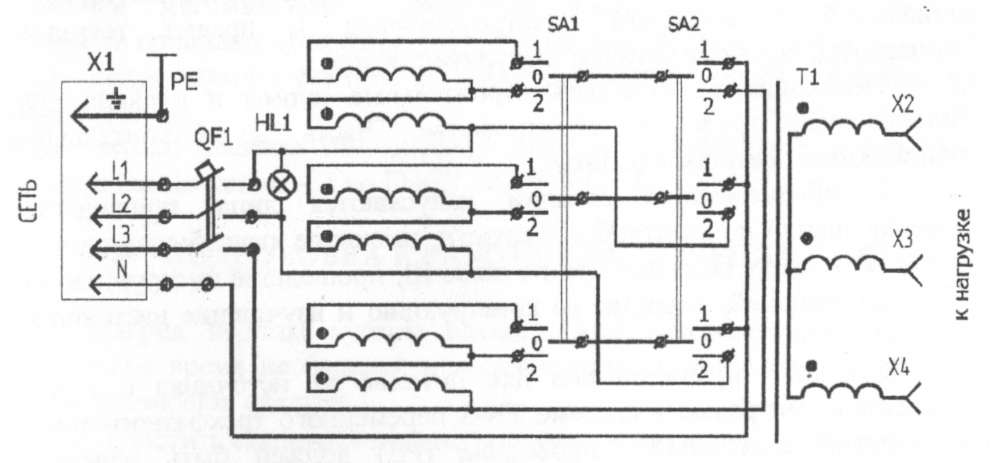 SA1 SA2
X1
PE
T1
1 1
0 0
2 2
X2
QF1 HL1
СЕТЬ
L1
L2
L3
N
1 1
0 0
2 2
X3
к нагрузке
1 1
0 0
2 2
X4